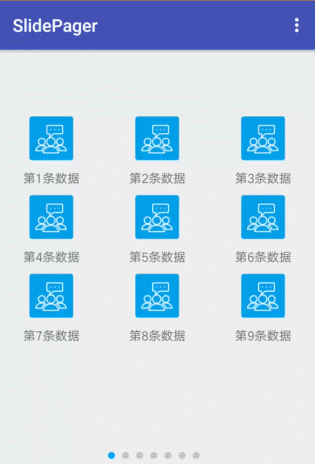 SlidePager
第1条数据 第2条数据 第3条数据
第4条数据 第5条数据 第6条数据
第7条数据 第8条数据 第9条数据